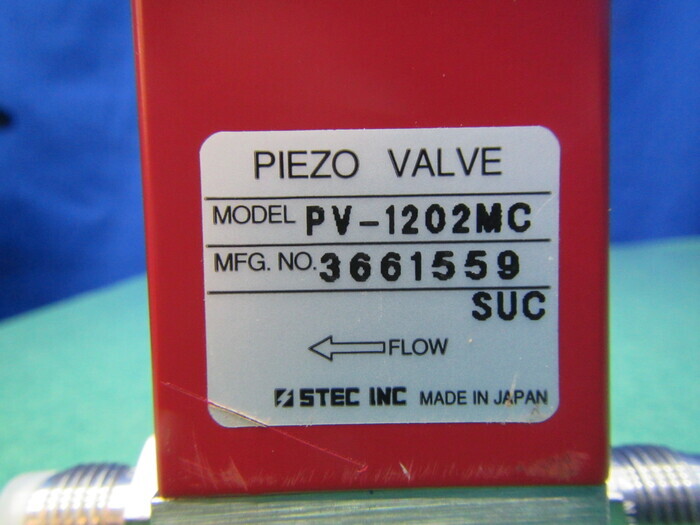 PIEZO VALVE
MODEL PV-1202MC
MFG. NO. 3661559
SUC
FLOW
STEC INC MADE IN JAPAN